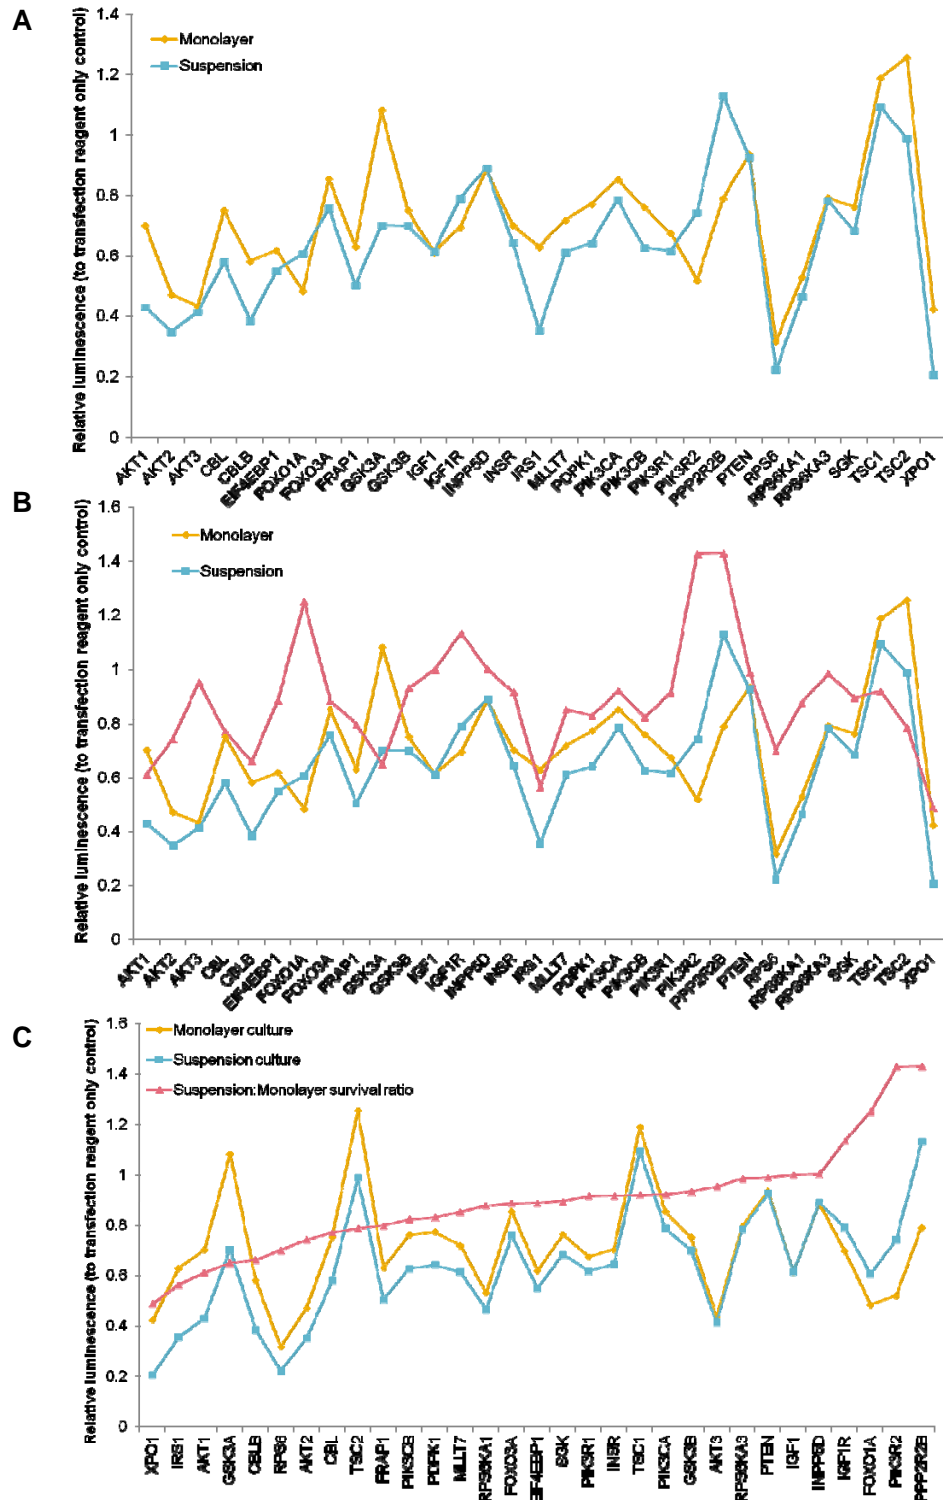 A
Relative luminescence (to transfection reagent only control)
1.4
1.2
1
0.8
0.6
0.4
0.2
0
Monolayer
Suspension
AKT1
AKT2
AKT3
CBL
CBLB
EIF4EBP1
FOXO1A
FOXO3A
FRAP1
GSK3A
GSK3B
IGF1
IGF1R
INPP5D
INSR
IRS1
MLLT7
PDPK1
PIK3CA
PIK3CB
PIK3R1
PIK3R2
PPP2R2B
PTEN
RPS6
RPS6KA1
RPS6KA3
SGK
TSC1
TSC2
XPO1
B
Relative luminescence (to transfection reagent only control)
1.6
1.4
1.2
1
0.8
0.6
0.4
0.2
0
Monolayer
Suspension
AKT1
AKT2
AKT3
CBL
CBLB
EIF4EBP1
FOXO1A
FOXO3A
FRAP1
GSK3A
GSK3B
IGF1
IGF1R
INPP5D
INSR
IRS1
MLLT7
PDPK1
PIK3CA
PIK3CB
PIK3R1
PIK3R2
PPP2R2B
PTEN
RPS6
RPS6KA1
RPS6KA3
SGK
TSC1
TSC2
XPO1
C
Relative luminescence (to transfection reagent only control)
1.6
1.4
1.2
1
0.8
0.6
0.4
0.2
0
Monolayer culture
Suspension culture
Suspension:Monolayer survival ratio
XPO1
IRS1
AKT1
GSK3A
CBLB
RPS6
AKT2
CBL
TSC2
FRAP1
PIK3CB
PDPK1
MLLT7
RPS6KA1
FOXO3A
EIF4EBP1
SGK
PIK3R1
INSR
TSC1
PIK3CA
GSK3B
AKT3
RPS6KA3
PTEN
IGF1
INPP5D
IGF1R
FOXO1A
PIK3R2
PPP2R2B